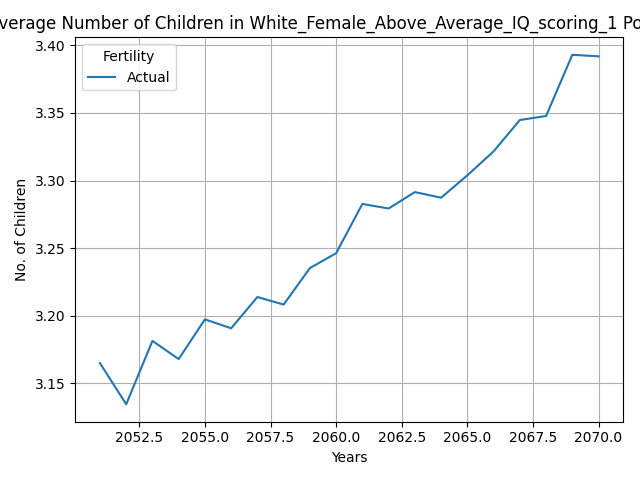 verage Number of Children in White_Female_Above_Average_IQ_scoring_1 Po
Fertility
Actual
3.40
3.35
3.30
3.25
3.20
3.15
No. of Children
2052.5 2055.0 2057.5 2060.0 2062.5 2065.0 2067.5 2070.0
Years